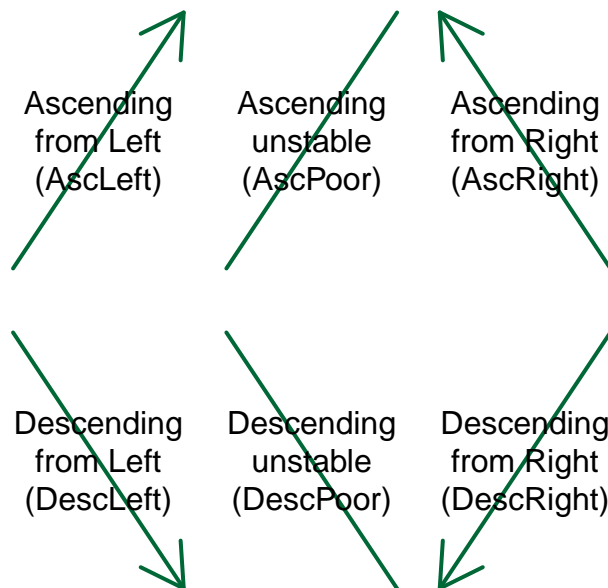 Ascending
from Left
(AscLeft)
Ascending
unstable
(AscPoor)
Ascending
from Right
(AscRight)
Descending
from Left
(DescLeft)
Descending
unstable
(DescPoor)
Descending
from Right
(DescRight)